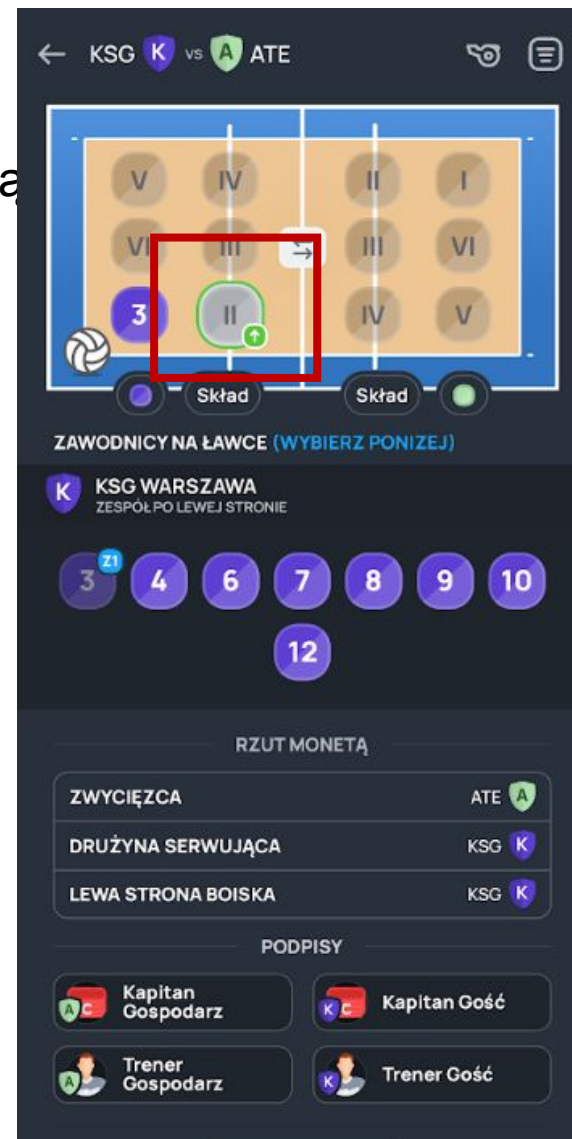 ← KSG K vs A ATE
ą
V IV II I
VI III III VI
3 II IV V
Skład Skład
ZAWODNICY NA ŁAWCE (WYBIERZ PONIZEJ)
K KSG WARSZAWA
ZESPÓŁ PO LEWEJ STRONIE
3 Z1 4 6 7 8 9 10
12
RZUT MONETĄ
ZWYCIĘZCA ATE A
DRUŻYNA SERWUJĄCA KSG K
LEWA STRONA BOISKA KSG K
PODPISY
A C Kapitan Gospodarz K C Kapitan Gość
A Trener Gospodarz K Trener Gość